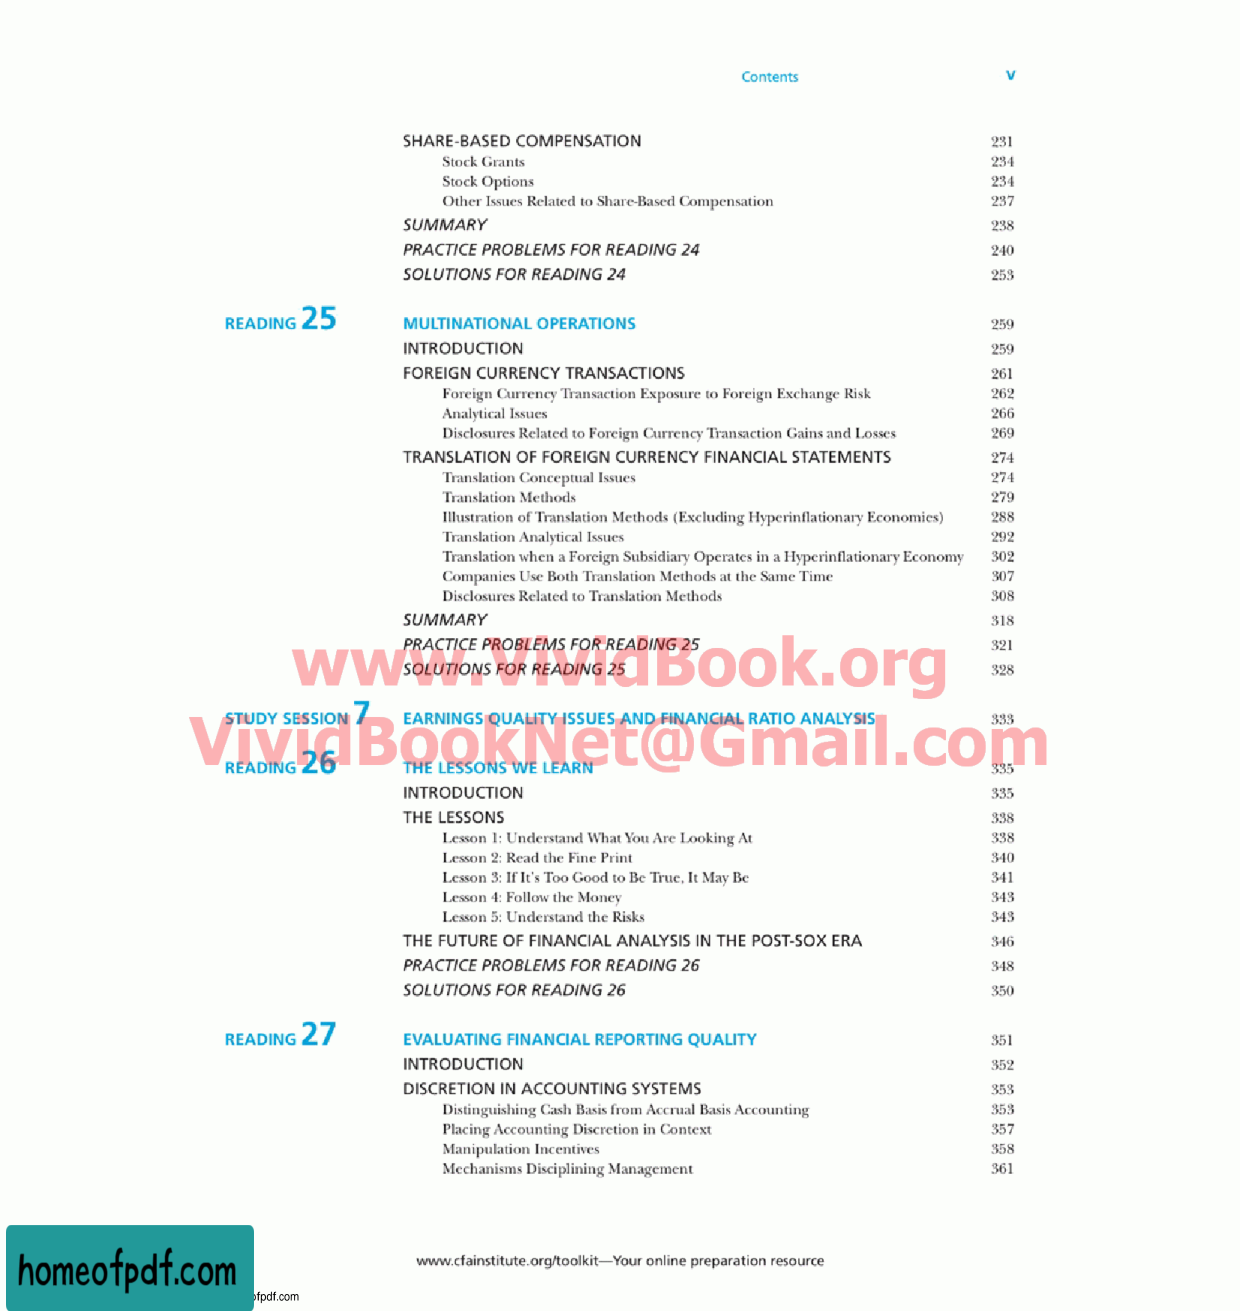 Contents v
SHARE-BASED COMPENSATION 231
Stock Grants 234
Stock Options 234
Other Issues Related to Share-Based Compensation 237
SUMMARY 238
PRACTICE PROBLEMS FOR READING 24 240
SOLUTIONS FOR READING 24 253
READING 25 MULTINATIONAL OPERATIONS 259
INTRODUCTION 259
FOREIGN CURRENCY TRANSACTIONS 261
Foreign Currency Transaction Exposure to Foreign Exchange Risk 262
Analytical Issues 266
Disclosures Related to Foreign Currency Transaction Gains and Losses 269
TRANSLATION OF FOREIGN CURRENCY FINANCIAL STATEMENTS 274
Translation Conceptual Issues 274
Translation Methods 279
Illustration of Translation Methods (Excluding Hyperinflationary Economies) 288
Translation Analytical Issues 292
Translation when a Foreign Subsidiary Operates in a Hyperinflationary Economy 302
Companies Use Both Translation Methods at the Same Time 307
Disclosures Related to Translation Methods 308
SUMMARY 318
PRACTICE PROBLEMS FOR READING 25 321
www.VividBook.org
SOLUTIONS FOR READING 25 328
STUDY SESSION 7 EARNINGS QUALITY ISSUES AND FINANCIAL RATIO ANALYSIS 333
VividBookNet@Gmail.com
READING 26 THE LESSONS WE LEARN 335
INTRODUCTION 335
THE LESSONS 338
Lesson 1: Understand What You Are Looking At 338
Lesson 2: Read the Fine Print 340
Lesson 3: If It's Too Good to Be True, It May Be 341
Lesson 4: Follow the Money 343
Lesson 5: Understand the Risks 343
THE FUTURE OF FINANCIAL ANALYSIS IN THE POST-SOX ERA 346
PRACTICE PROBLEMS FOR READING 26 348
SOLUTIONS FOR READING 26 350
READING 27 EVALUATING FINANCIAL REPORTING QUALITY 351
INTRODUCTION 352
DISCRETION IN ACCOUNTING SYSTEMS 353
Distinguishing Cash Basis from Accrual Basis Accounting 353
Placing Accounting Discretion in Context 357
Manipulation Incentives 358
Mechanisms Disciplining Management 361
www.cfainstitute.org/toolkit—Your online preparation resource
homeofpdf.com
ofpdf.com